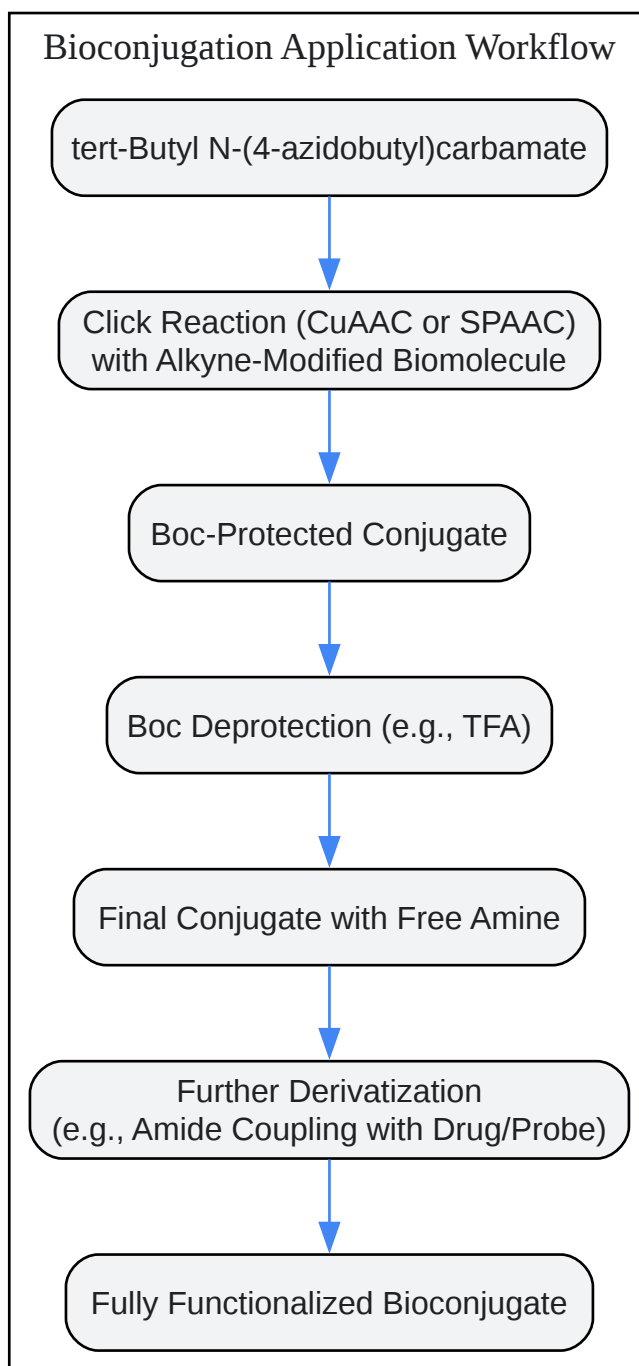 Bioconjugation Application Workflow
tert-Butyl N-(4-azidobutyl)carbamate
Click Reaction (CuAAC or SPAAC)
with Alkyne-Modified Biomolecule
Boc-Protected Conjugate
Boc Deprotection (e.g., TFA)
Final Conjugate with Free Amine
Further Derivatization
(e.g., Amide Coupling with Drug/Probe)
Fully Functionalized Bioconjugate